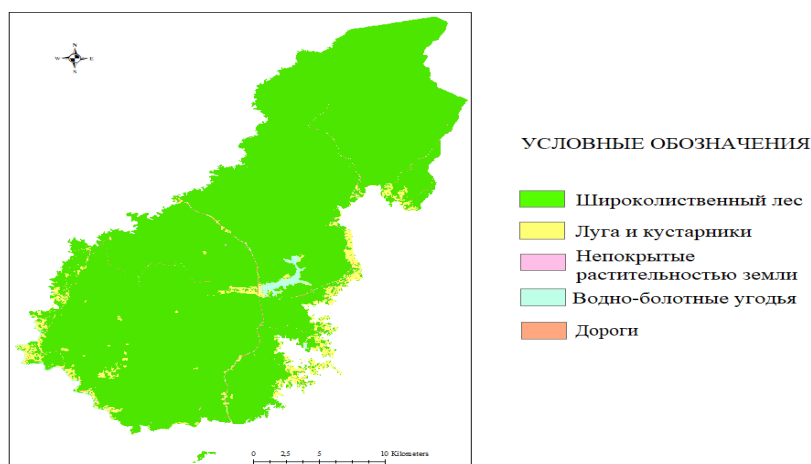 N
W E
S
УСЛОВНЫЕ ОБОЗНАЧЕНИЯ
Широколиственный лес
Луга и кустарники
Непокрытые
растительностью земли
Водно-болотные угодья
Дороги
0 2,5 5 10 Kilometers